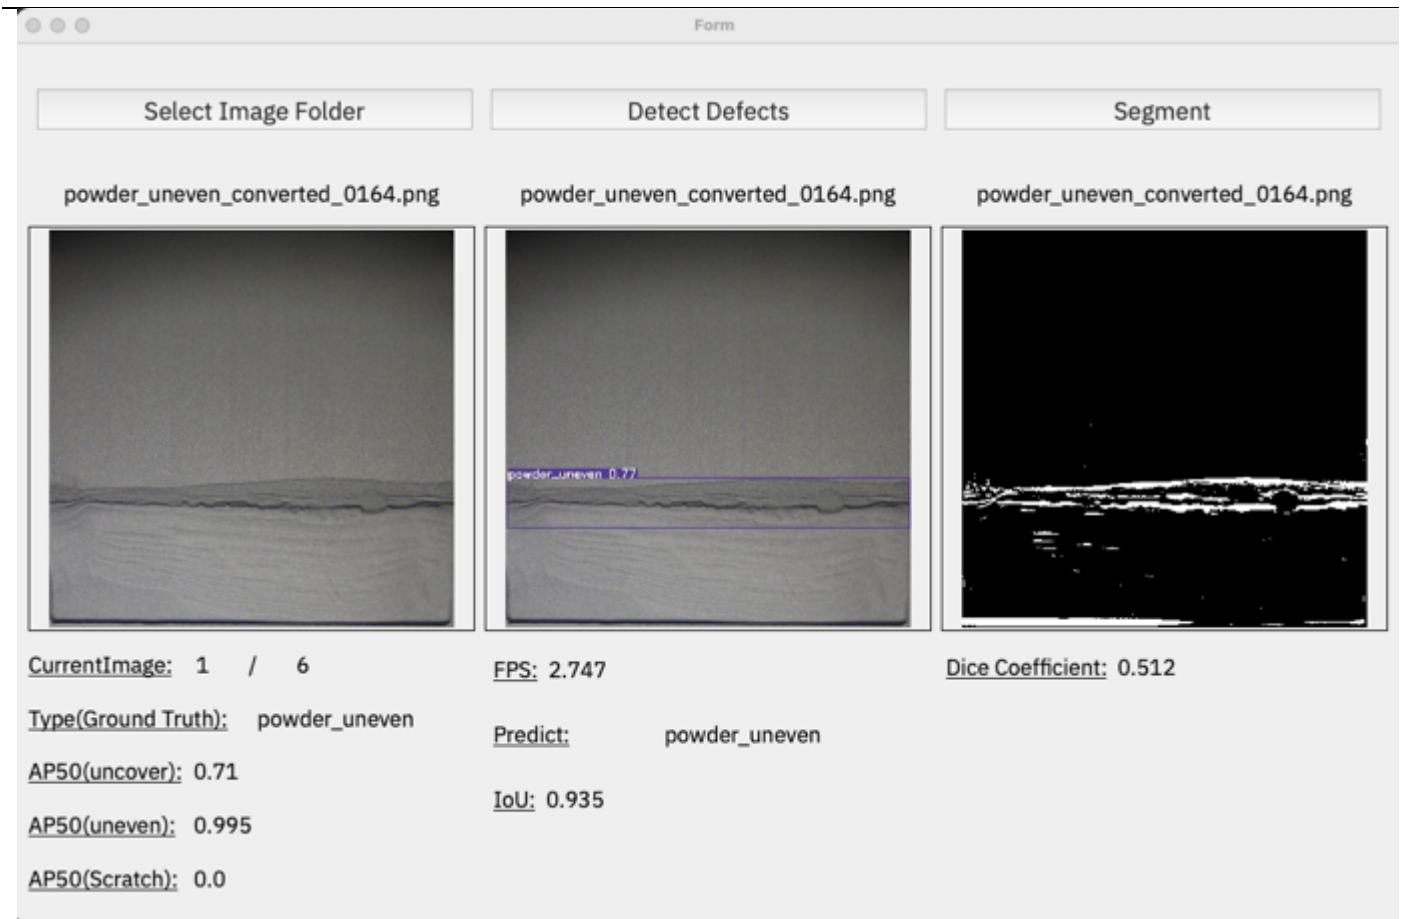 Form
Select Image Folder
Detect Defects
Segment
powder_uneven_converted_0164.png
powder_uneven_converted_0164.png
powder_uneven_converted_0164.png
powder_uneven 0.77
CurrentImage: 1 / 6
Type(Ground Truth): powder_uneven
AP50(uncover): 0.71
AP50(uneven): 0.995
AP50(Scratch): 0.0
FPS: 2.747
Predict: powder_uneven
IoU: 0.935
Dice Coefficient: 0.512